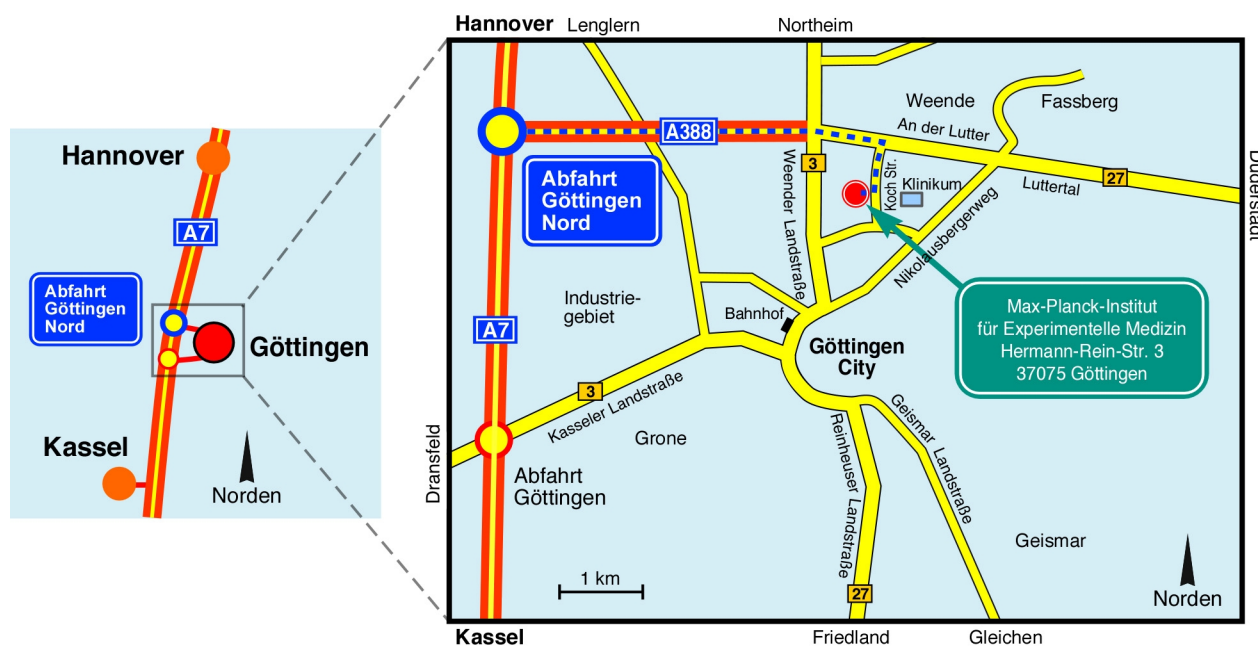 Hannover
A7
Abfahrt
Göttingen
Nord
Göttingen
Kassel
Norden
Hannover
Lenglern
Northeim
Weende
Fassberg
A388
An der Lutter
3
Weender Landstraße
Koch Str.
Klinikum
Luttertal
27
Duderstadt
Abfahrt
Göttingen
Nord
Nikolausbergerweg
Industrie-
gebiet
Bahnhof
A7
Göttingen
City
Max-Planck-Institut
für Experimentelle Medizin
Hermann-Rein-Str. 3
37075 Göttingen
3
Kasseler Landstraße
Grone
Dransfeld
Abfahrt
Göttingen
Reinheuser Landstraße
Geismar Landstraße
Geismar
1 km
27
Norden
Kassel
Friedland
Gleichen